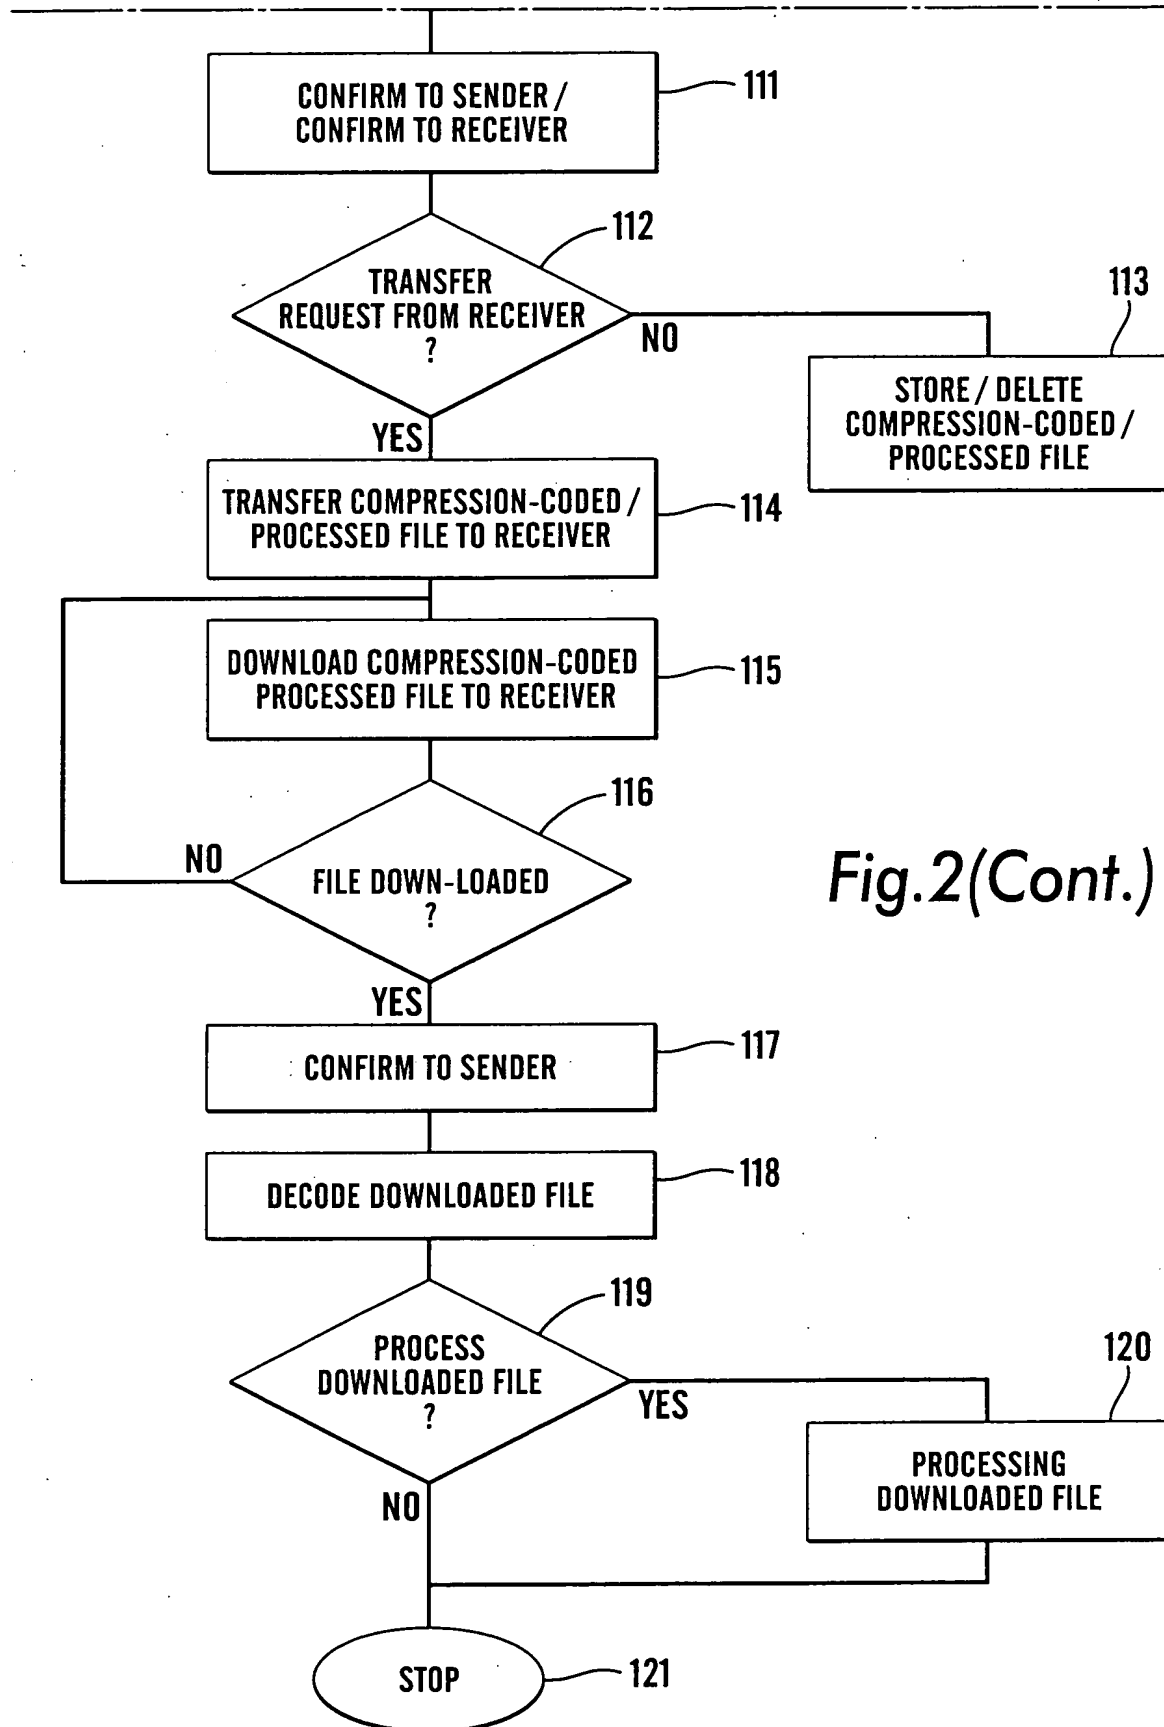 CONFIRM TO SENDER /
CONFIRM TO RECEIVER
111
112
TRANSFER
REQUEST FROM RECEIVER
?
NO
YES
113
STORE / DELETE
COMPRESSION-CODED /
PROCESSED FILE
TRANSFER COMPRESSION-CODED /
PROCESSED FILE TO RECEIVER
114
DOWNLOAD COMPRESSION-CODED
PROCESSED FILE TO RECEIVER
115
116
FILE DOWN-LOADED
?
NO
YES
Fig.2(Cont.)
CONFIRM TO SENDER
117
DECODE DOWNLOADED FILE
118
119
PROCESS
DOWNLOADED FILE
?
YES
NO
120
PROCESSING
DOWNLOADED FILE
STOP
121